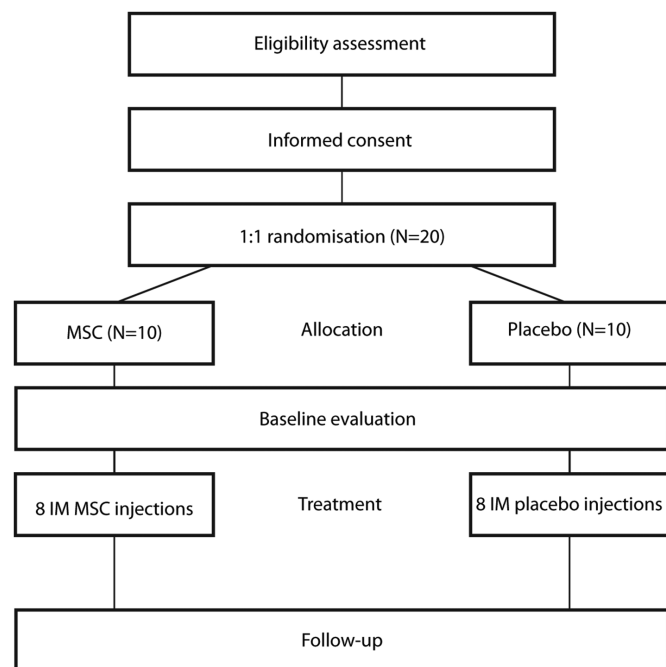 Eligibility assessment
Informed consent
1:1 randomisation (N=20)
MSC (N=10)
Allocation
Placebo (N=10)
Baseline evaluation
8 IM MSC injections
Treatment
8 IM placebo injections
Follow-up